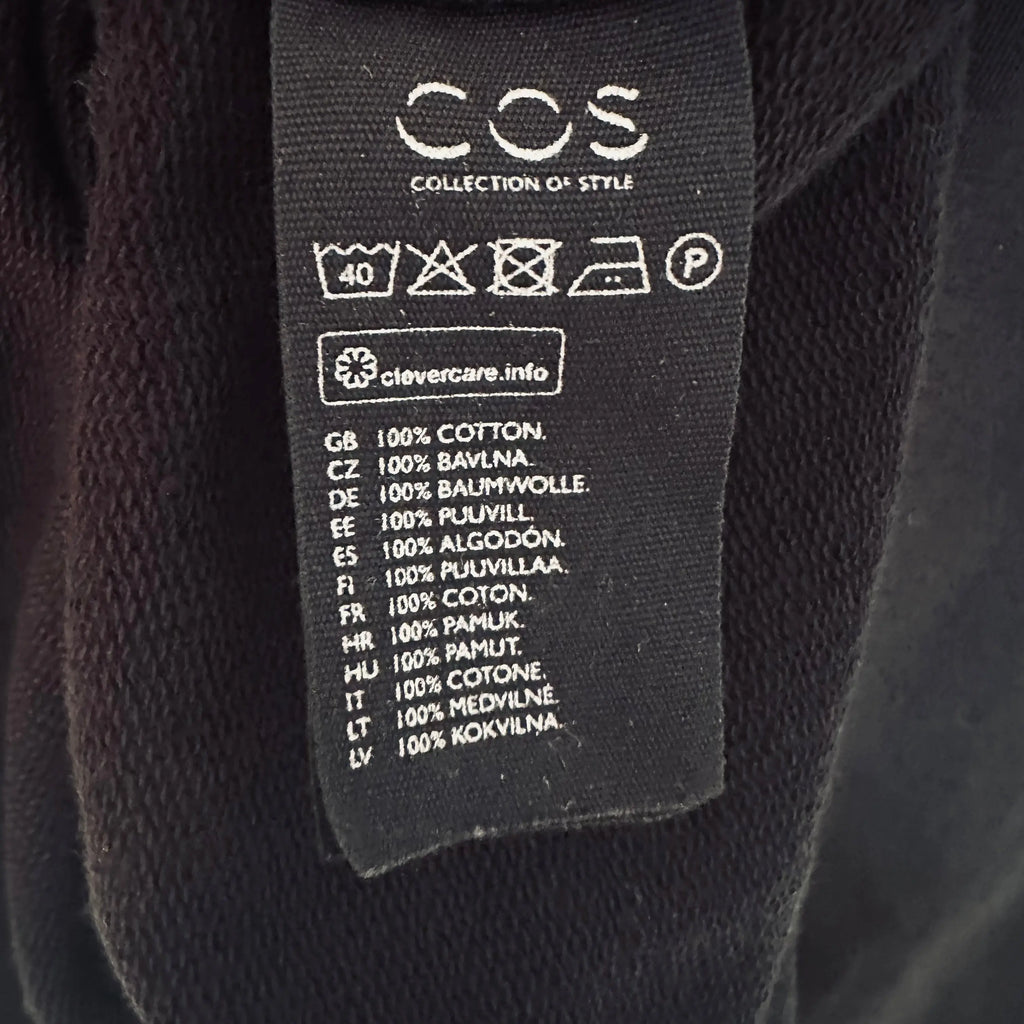 COS
COLLECTION OF STYLE
40 P
clevercare.info
GB 100% COTTON.
CZ 100% BAVLNA.
DE 100% BAUMWOLLE.
EE 100% PUUVILL.
ES 100% ALGODÓN.
FI 100% PUUVILLAA.
FR 100% COTON.
HR 100% PAMUK.
HU 100% PAMUT.
IT 100% COTONE.
LT 100% MEDVILNĖ.
LV 100% KOKVILNA.